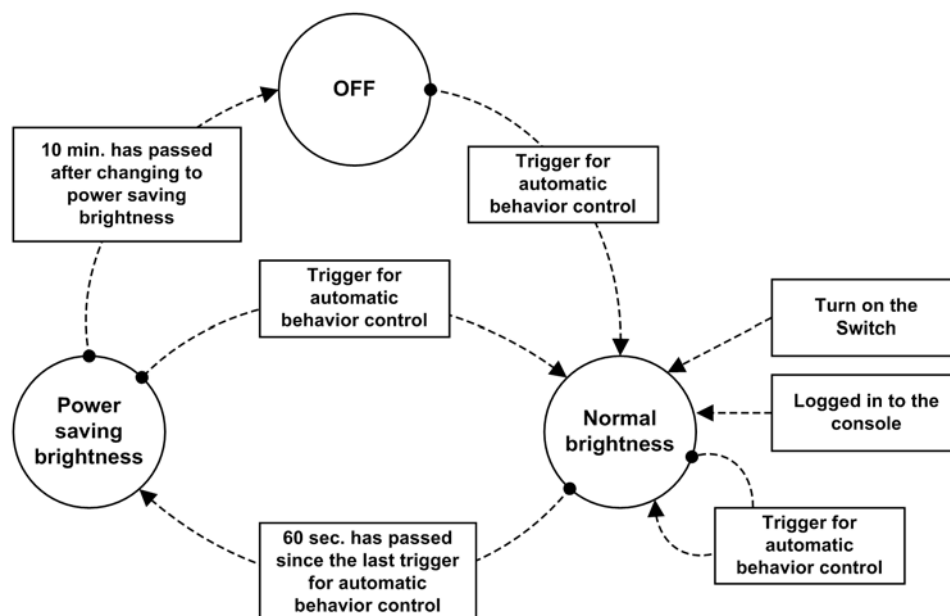 OFF
10 min. has passed
after changing to
power saving
brightness
Trigger for
automatic
behavior control
Trigger for
automatic
behavior control
Turn on the
Switch
Power
saving
brightness
Normal
brightness
Logged in to the
console
60 sec. has passed
since the last trigger
for automatic
behavior control
Trigger for
automatic
behavior control